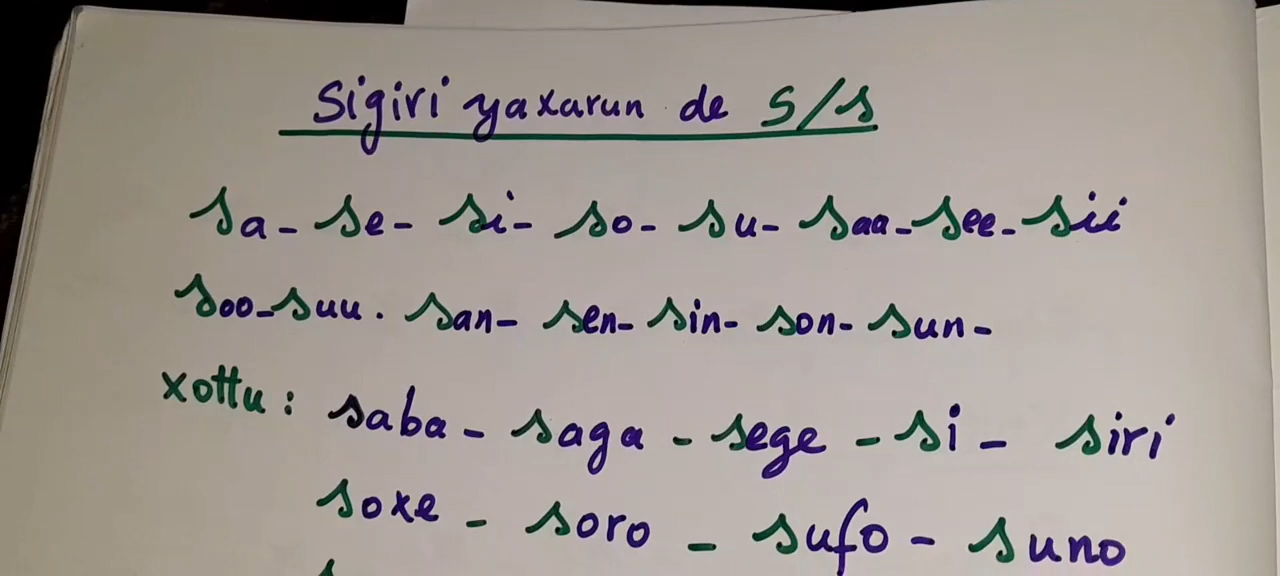 Sigiri yaxarun de S/s
sa - se - si - so - su - saa - see - sii
soo - suu . san - sen - sin - son - sun -
xottu : saba - saga - sege - si - siri
soxe - soro - sufo - suno